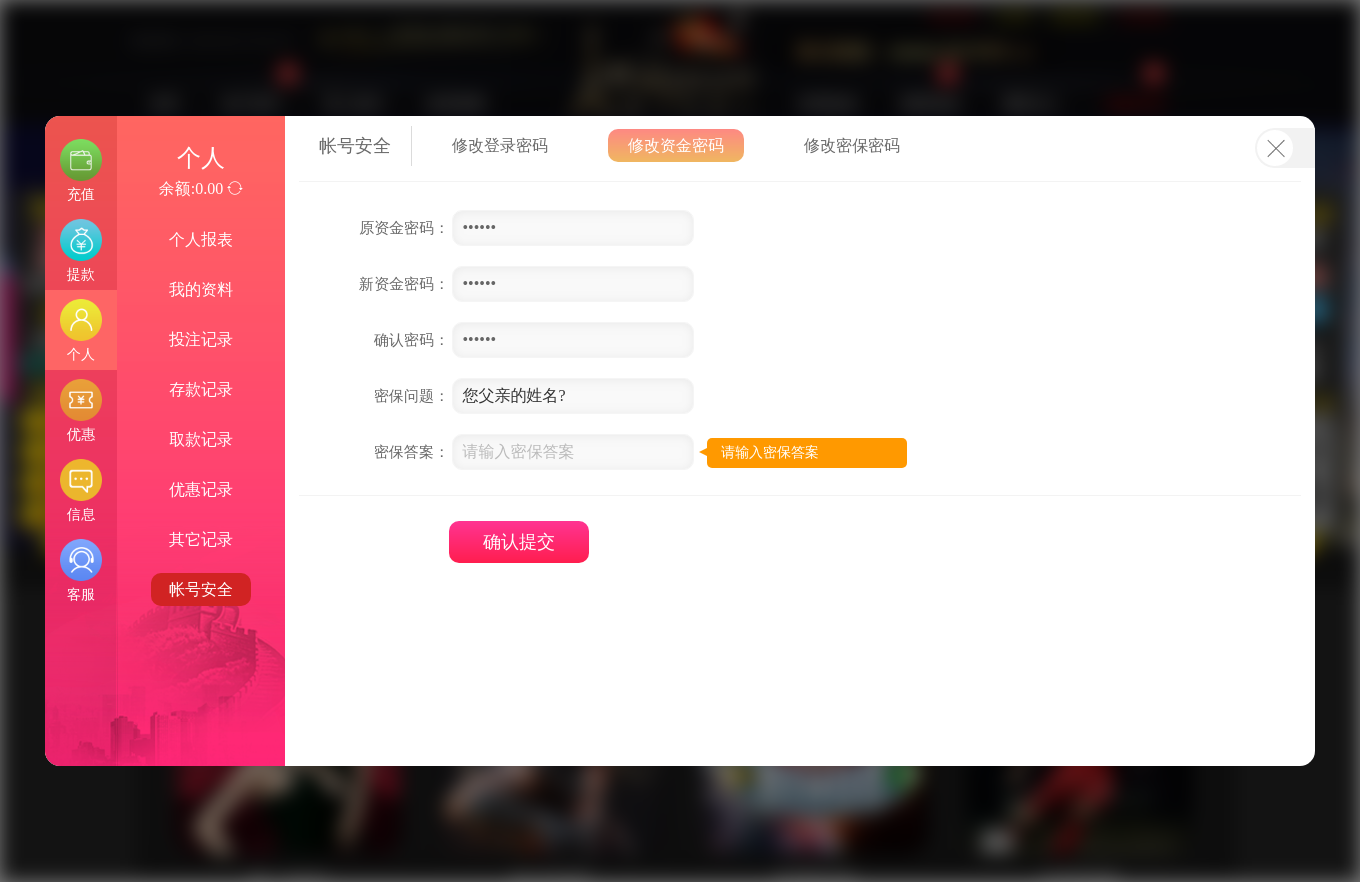 充值
提款
个人
优惠
信息
客服
个人
余额:0.00
个人报表
我的资料
投注记录
存款记录
取款记录
优惠记录
其它记录
帐号安全
帐号安全 修改登录密码 修改资金密码 修改密保密码
原资金密码： ••••••
新资金密码： ••••••
确认密码： ••••••
密保问题： 您父亲的姓名?
密保答案： 请输入密保答案 请输入密保答案
确认提交